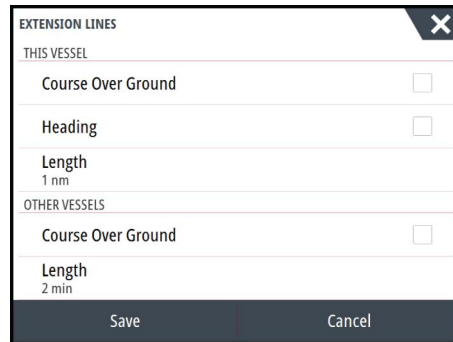 EXTENSION LINES
THIS VESSEL
Course Over Ground
Heading
Length
1 nm
OTHER VESSELS
Course Over Ground
Length
2 min
Save Cancel